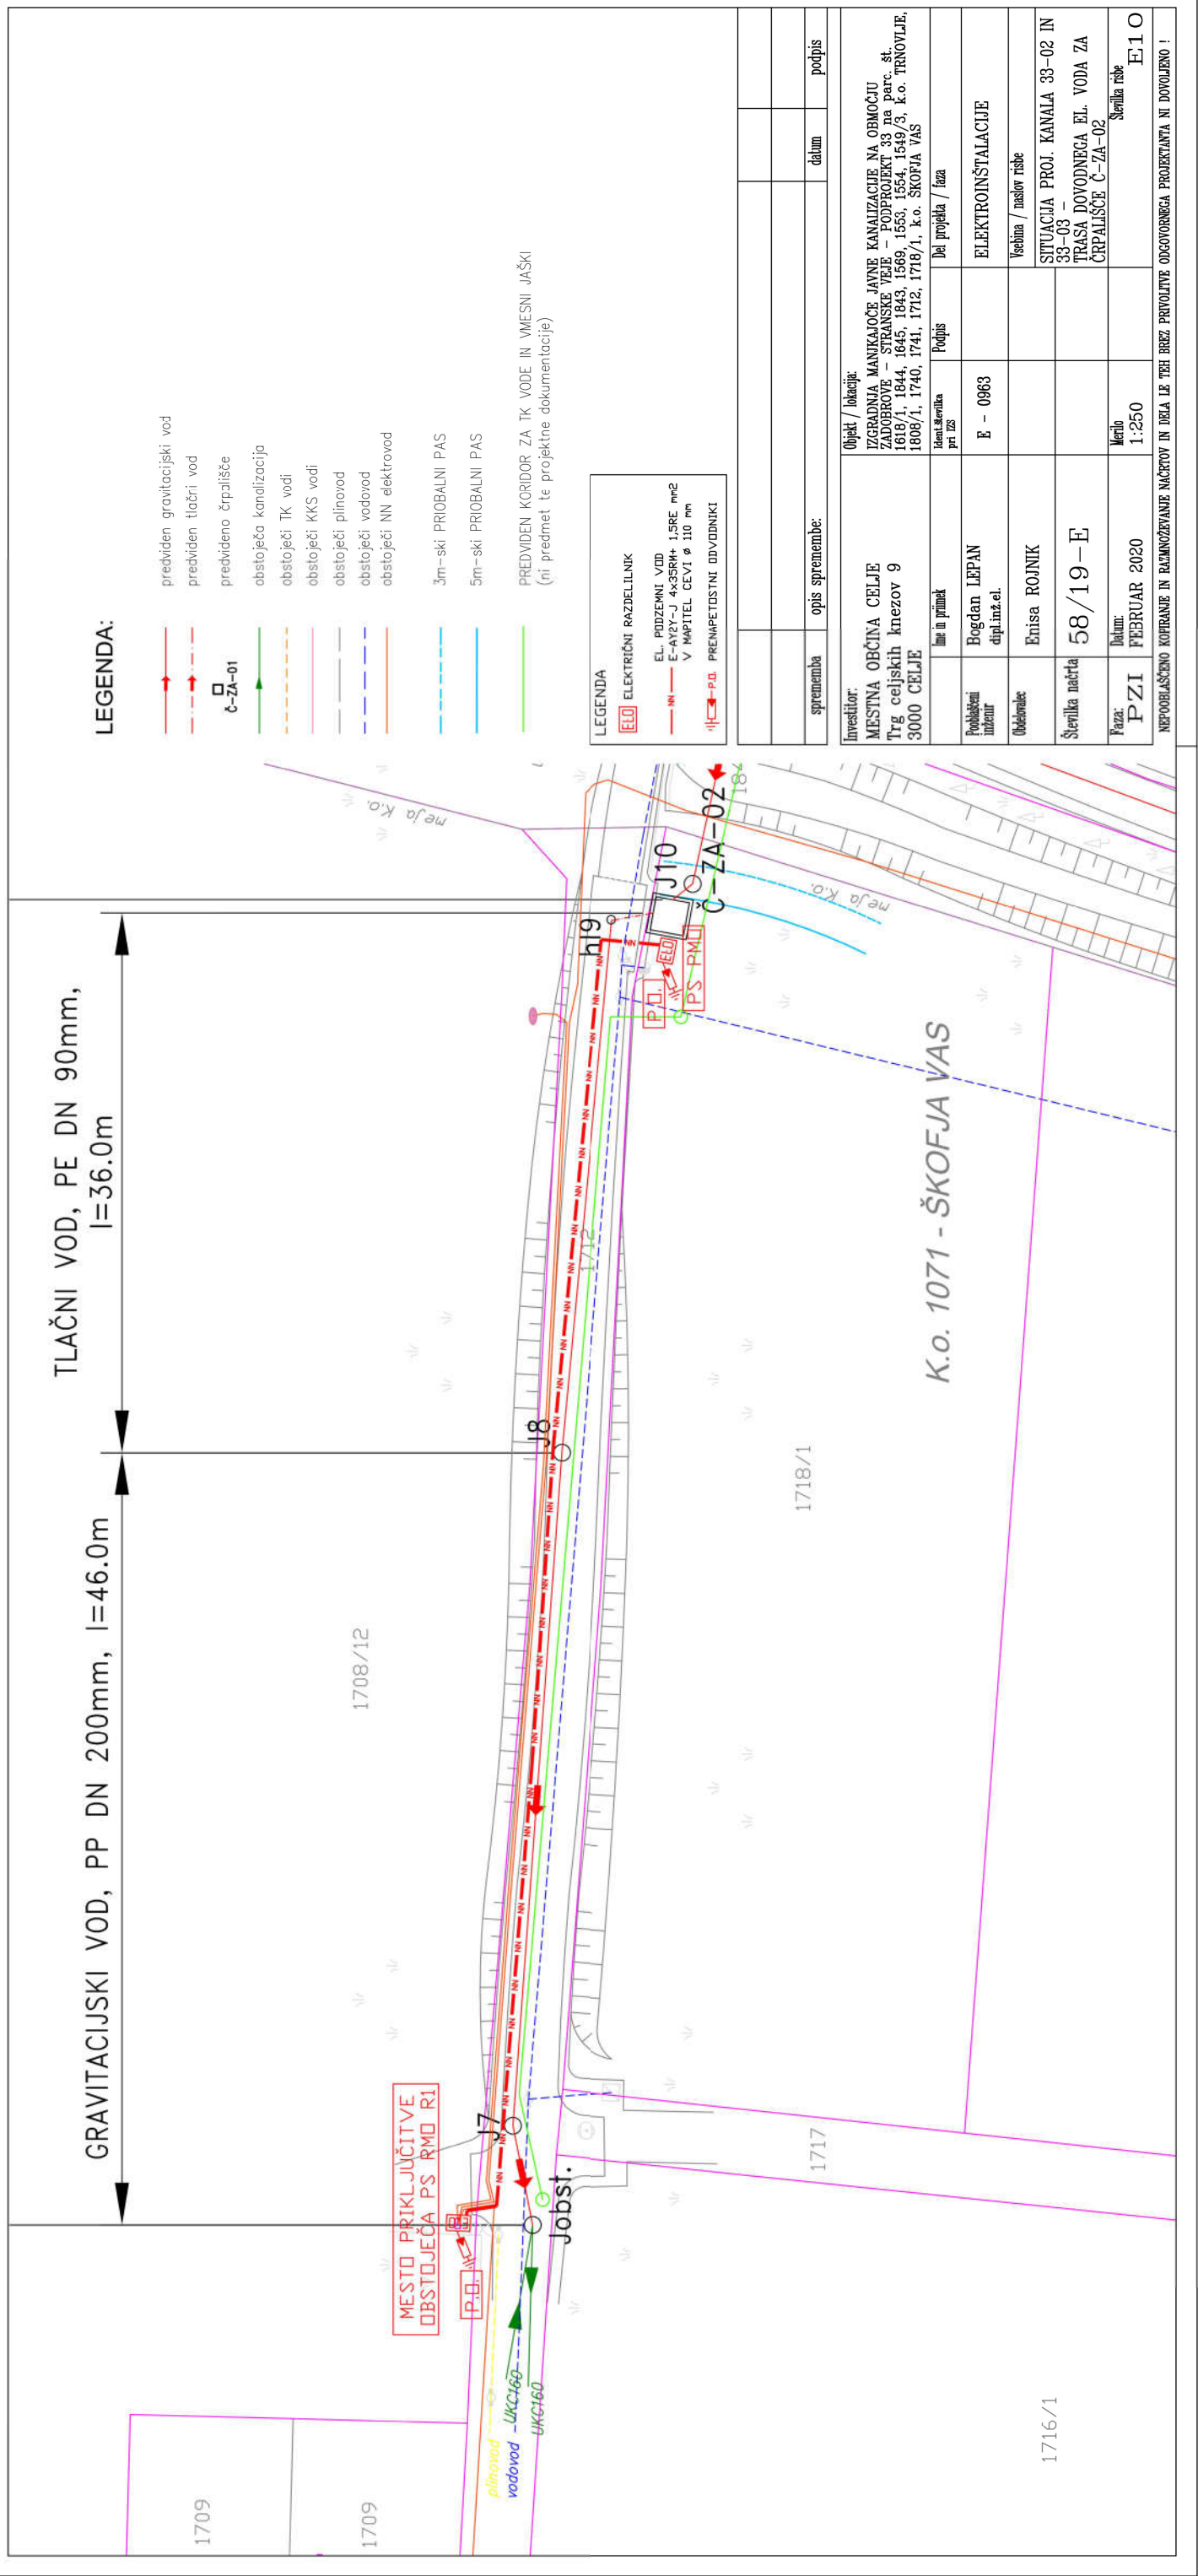 GRAVITACIJSKI VOD, PP DN 200mm, l=46.0m
TLAČNI VOD, PE DN 90mm,
l=36.0m
1709
1709
1708/12
1716/1
1717
1718/1
1712
K.o. 1071 - ŠKOFJA VAS
MESTO PRIKLJUČITVE
OBSTOJEČA PS RMO R1
P.O.
plinovod
vodovod
UKC160
UKC160
Jobst.
J7
J8
hl9
J10
Č-ZA-02
ELO
P.O.
PS PMO
meja K.o.
meja K.o.
NN
LEGENDA:
predviden gravitacijski vod
predviden tlačni vod
Č-ZA-01
predvideno črpališče
obstoječa kanalizacija
obstoječi TK vodi
obstoječi KKS vodi
obstoječi plinovod
obstoječi vodovod
obstoječi NN elektrovod
3m-ski PRIOBALNI PAS
5m-ski PRIOBALNI PAS
PREDVIDEN KORIDOR ZA TK VODE IN VMESNI JAŠKI
(ni predmet te projektne dokumentacije)
LEGENDA
ELO ELEKTRIČNI RAZDELILNIK
EL. PODZEMNI VOD
NN E-AY2Y-J 4x35RM+ 1,5RE mm2
V MAPITEL CEVI ø 110 mm
P.O. PRENAPETOSTNI ODVODNIKI
sprememba opis spremembe: datum podpis
Investitor:
MESTNA OBČINA CELJE
Trg celjskih knezov 9
3000 CELJE
Objekt / lokacija:
IZGRADNJA MANJKAJOČE JAVNE KANALIZACIJE NA OBMOČJU
ZADOBROVE - STRANSKE VEJE - PODPROJEKT 33 na parc. št.
1618/1, 1844, 1645, 1843, 1569, 1553, 1554, 1549/3, k.o. TRNOVLJE,
1808/1, 1740, 1741, 1712, 1718/1, k.o. ŠKOFJA VAS
Ime in priimek
Ident.številka
pri IZS
Podpis
Del projekta / faza
Pooblaščeni
inženir
Bogdan LEPAN
dipl.inž.el.
E - 0963
ELEKTROINŠTALACIJE
Obdelovalec
Enisa ROJNIK
Vsebina / naslov risbe
SITUACIJA PROJ. KANALA 33-02 IN
33-03 -
TRASA DOVODNEGA EL. VODA ZA
ČRPALIŠČE Č-ZA-02
Številka načrta
58/19-E
Faza:
PZI
Datum:
FEBRUAR 2020
Merilo
1:250
Številka risbe
E10
NEPOOBLAŠČENO KOPIRANJE IN RAZMNOŽEVANJE NAČRTOV IN DELA LE TEH BREZ PRIVOLITVE ODGOVORNEGA PROJEKTANTA NI DOVOLJENO !